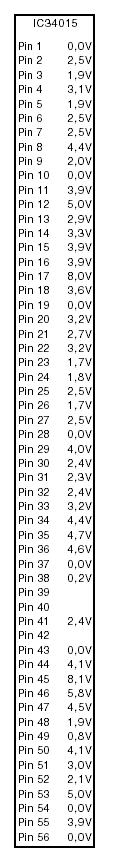 IC34015
Pin 1 0,0V
Pin 2 2,5V
Pin 3 1,9V
Pin 4 3,1V
Pin 5 1,9V
Pin 6 2,5V
Pin 7 2,5V
Pin 8 4,4V
Pin 9 2,0V
Pin 10 0,0V
Pin 11 3,9V
Pin 12 5,0V
Pin 13 2,9V
Pin 14 3,3V
Pin 15 3,9V
Pin 16 3,9V
Pin 17 8,0V
Pin 18 3,6V
Pin 19 0,0V
Pin 20 3,2V
Pin 21 2,7V
Pin 22 3,2V
Pin 23 1,7V
Pin 24 1,8V
Pin 25 2,5V
Pin 26 1,7V
Pin 27 2,5V
Pin 28 0,0V
Pin 29 4,0V
Pin 30 2,4V
Pin 31 2,3V
Pin 32 2,4V
Pin 33 3,2V
Pin 34 4,4V
Pin 35 4,7V
Pin 36 4,6V
Pin 37 0,0V
Pin 38 0,2V
Pin 39
Pin 40
Pin 41 2,4V
Pin 42
Pin 43 0,0V
Pin 44 4,1V
Pin 45 8,1V
Pin 46 5,8V
Pin 47 4,5V
Pin 48 1,9V
Pin 49 0,8V
Pin 50 4,1V
Pin 51 3,0V
Pin 52 2,1V
Pin 53 5,0V
Pin 54 0,0V
Pin 55 3,9V
Pin 56 0,0V